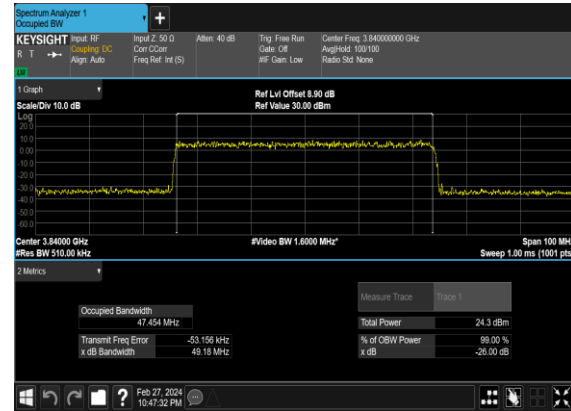 Spectrum Analyzer 1
Occupied BW
+
KEYSIGHT Input: RF
R T Coupling: DC
Align: Auto
Input Z: 50 Ω
Corr CCorr
Freq Ref: Int (S)
Atten: 40 dB
Trig: Free Run
Gate: Off
#IF Gain: Low
Center Freq: 3.840000000 GHz
Avg|Hold: 100/100
Radio Std: None
LW
1 Graph
Scale/Div 10.0 dB
Ref Lvl Offset 8.90 dB
Ref Value 30.00 dBm
Log
20.0
10.0
0.00
-10.0
-20.0
-30.0
-40.0
-50.0
-60.0
Center 3.84000 GHz
#Res BW 510.00 kHz
#Video BW 1.6000 MHz*
Span 100 MH
Sweep 1.00 ms (1001 pts
2 Metrics
Occupied Bandwidth
47.454 MHz
Transmit Freq Error -53.156 kHz
x dB Bandwidth 49.18 MHz
Measure Trace Trace 1
Total Power 24.3 dBm
% of OBW Power 99.00 %
x dB -26.00 dB
?
Feb 27, 2024
10:47:32 PM